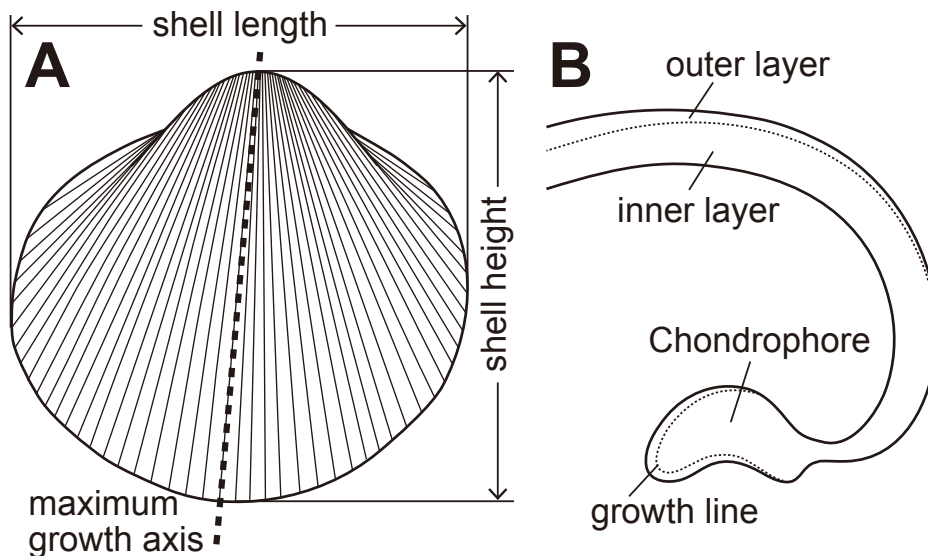 shell length
A
shell height
maximum
growth axis
B
outer layer
inner layer
Chondrophore
growth line